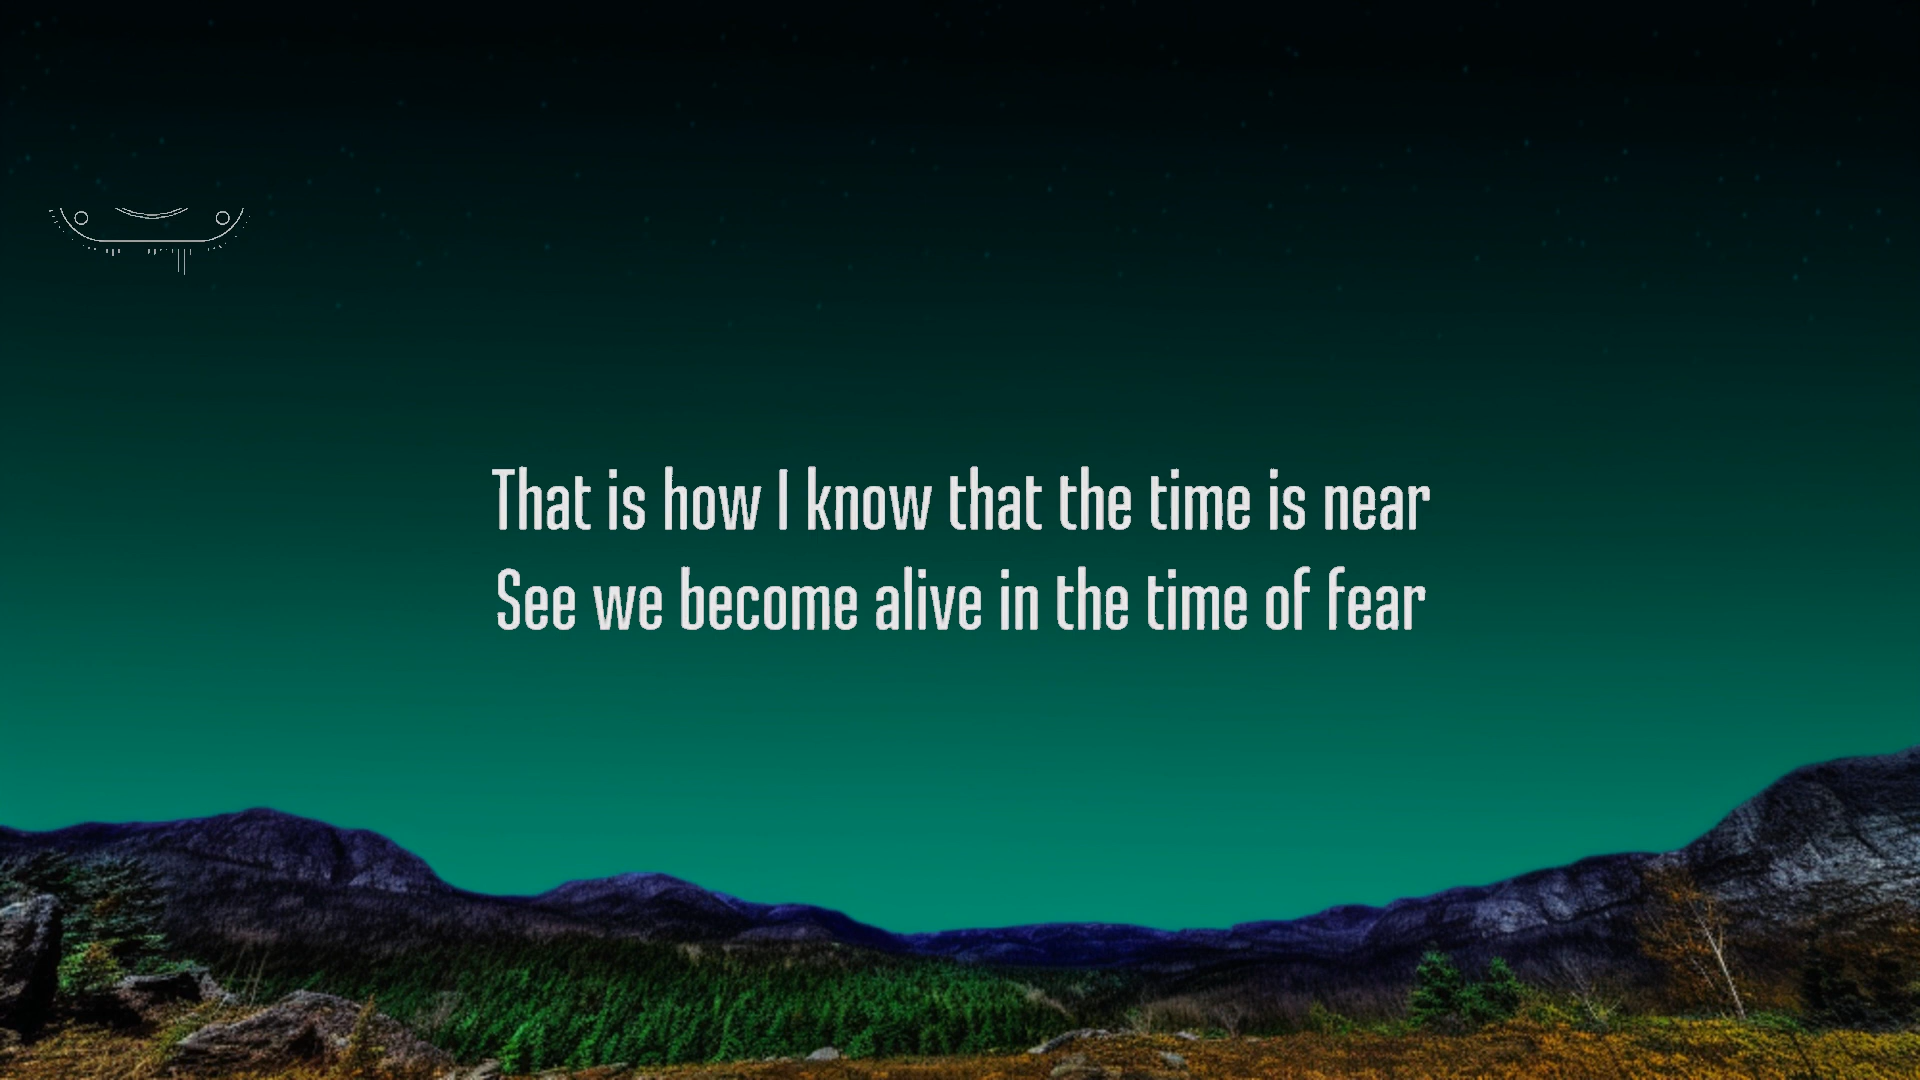 That is how I know that the time is near
See we become alive in the time of fear